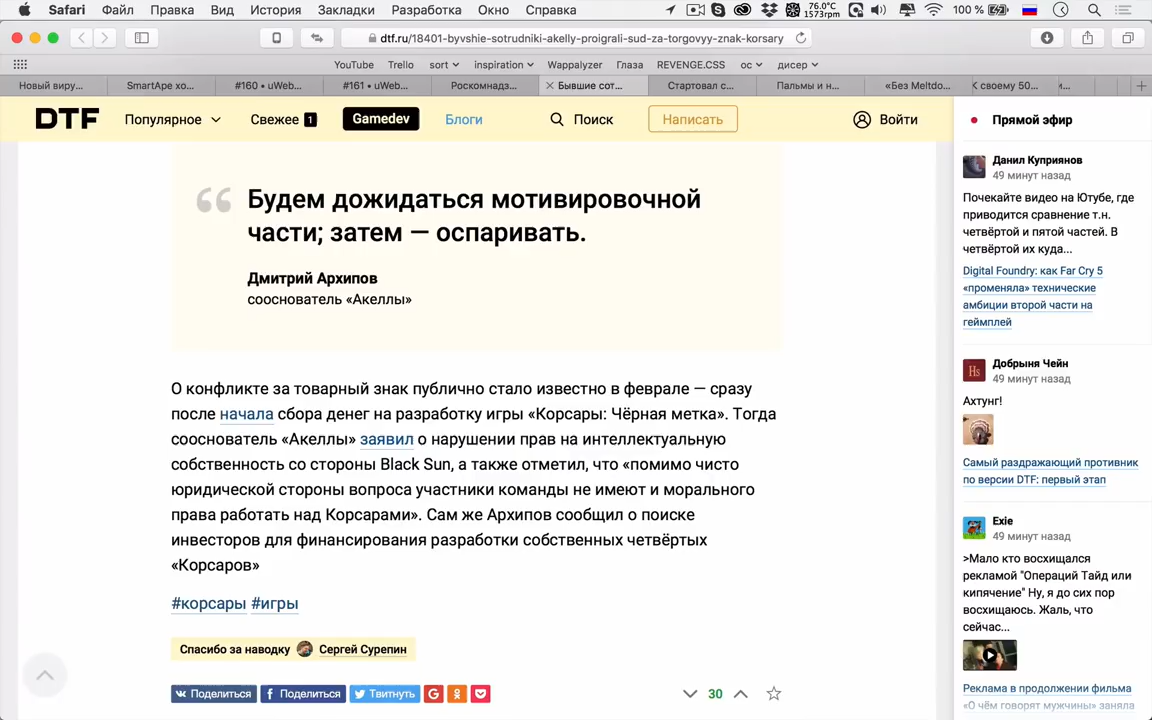 Safari Файл Правка Вид История Закладки Разработка Окно Справка 76.0°C 1573rpm 100 %
dtf.ru/18401-byvshie-sotrudniki-akelly-proigrali-sud-za-torgovyy-znak-korsary
YouTube Trello sort inspiration Wappalyzer Глаза REVENGE.CSS ос дисер
Новый виру... SmartApe хо... #160 • uWeb... #161 • uWeb... Роскомнадз... Бывшие сот... Стартовал с... Пальмы и н... «Без Meltdo... К своему 50... и...
DTF Популярное Свежее 1 Gamedev Блоги Поиск Написать Войти
Будем дожидаться мотивировочной
части; затем — оспаривать.
Дмитрий Архипов
сооснователь «Акеллы»
О конфликте за товарный знак публично стало известно в феврале — сразу
после начала сбора денег на разработку игры «Корсары: Чёрная метка». Тогда
сооснователь «Акеллы» заявил о нарушении прав на интеллектуальную
собственность со стороны Black Sun, а также отметил, что «помимо чисто
юридической стороны вопроса участники команды не имеют и морального
права работать над Корсарами». Сам же Архипов сообщил о поиске
инвесторов для финансирования разработки собственных четвёртых
«Корсаров»
#корсары #игры
Спасибо за наводку Сергей Сурепин
Поделиться Поделиться Твитнуть
30
Прямой эфир
Данил Куприянов
49 минут назад
Почекайте видео на Ютубе, где
приводится сравнение т.н.
четвёртой и пятой частей. В
четвёртой их куда...
Digital Foundry: как Far Cry 5
«променяла» технические
амбиции второй части на
геймплей
Hs
Добрыня Чейн
49 минут назад
Ахтунг!
Самый раздражающий противник
по версии DTF: первый этап
Exie
49 минут назад
>Мало кто восхищался
рекламой "Операций Тайд или
кипячение" Ну, я до сих пор
восхищаюсь. Жаль, что
сейчас...
Реклама в продолжении фильма
«О чём говорят мужчины» заняла